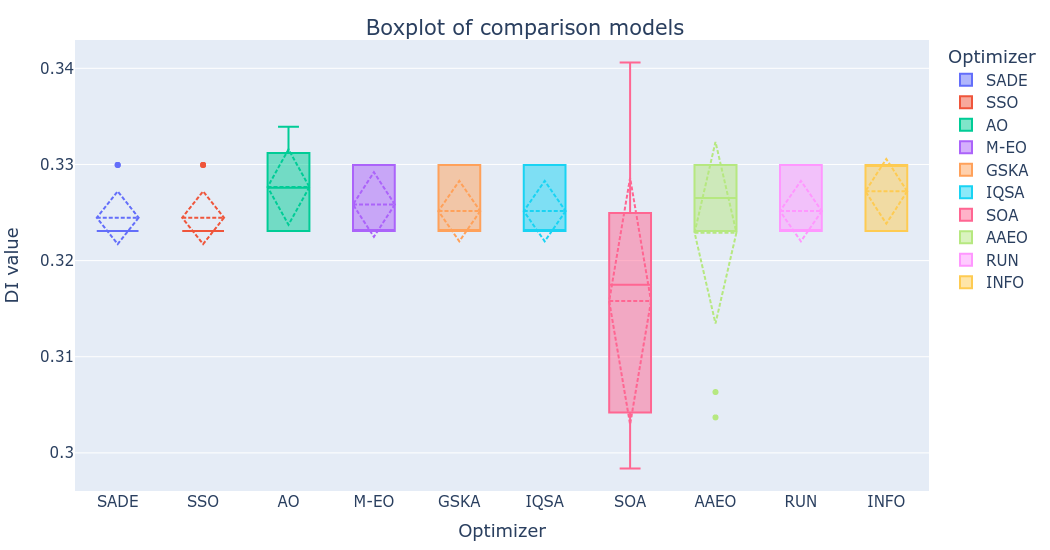 Boxplot of comparison models
DI value
0.34
0.33
0.32
0.31
0.3
SADE
SSO
AO
M-EO
GSKA
IQSA
SOA
AAEO
RUN
INFO
Optimizer
Optimizer
SADE
SSO
AO
M-EO
GSKA
IQSA
SOA
AAEO
RUN
INFO